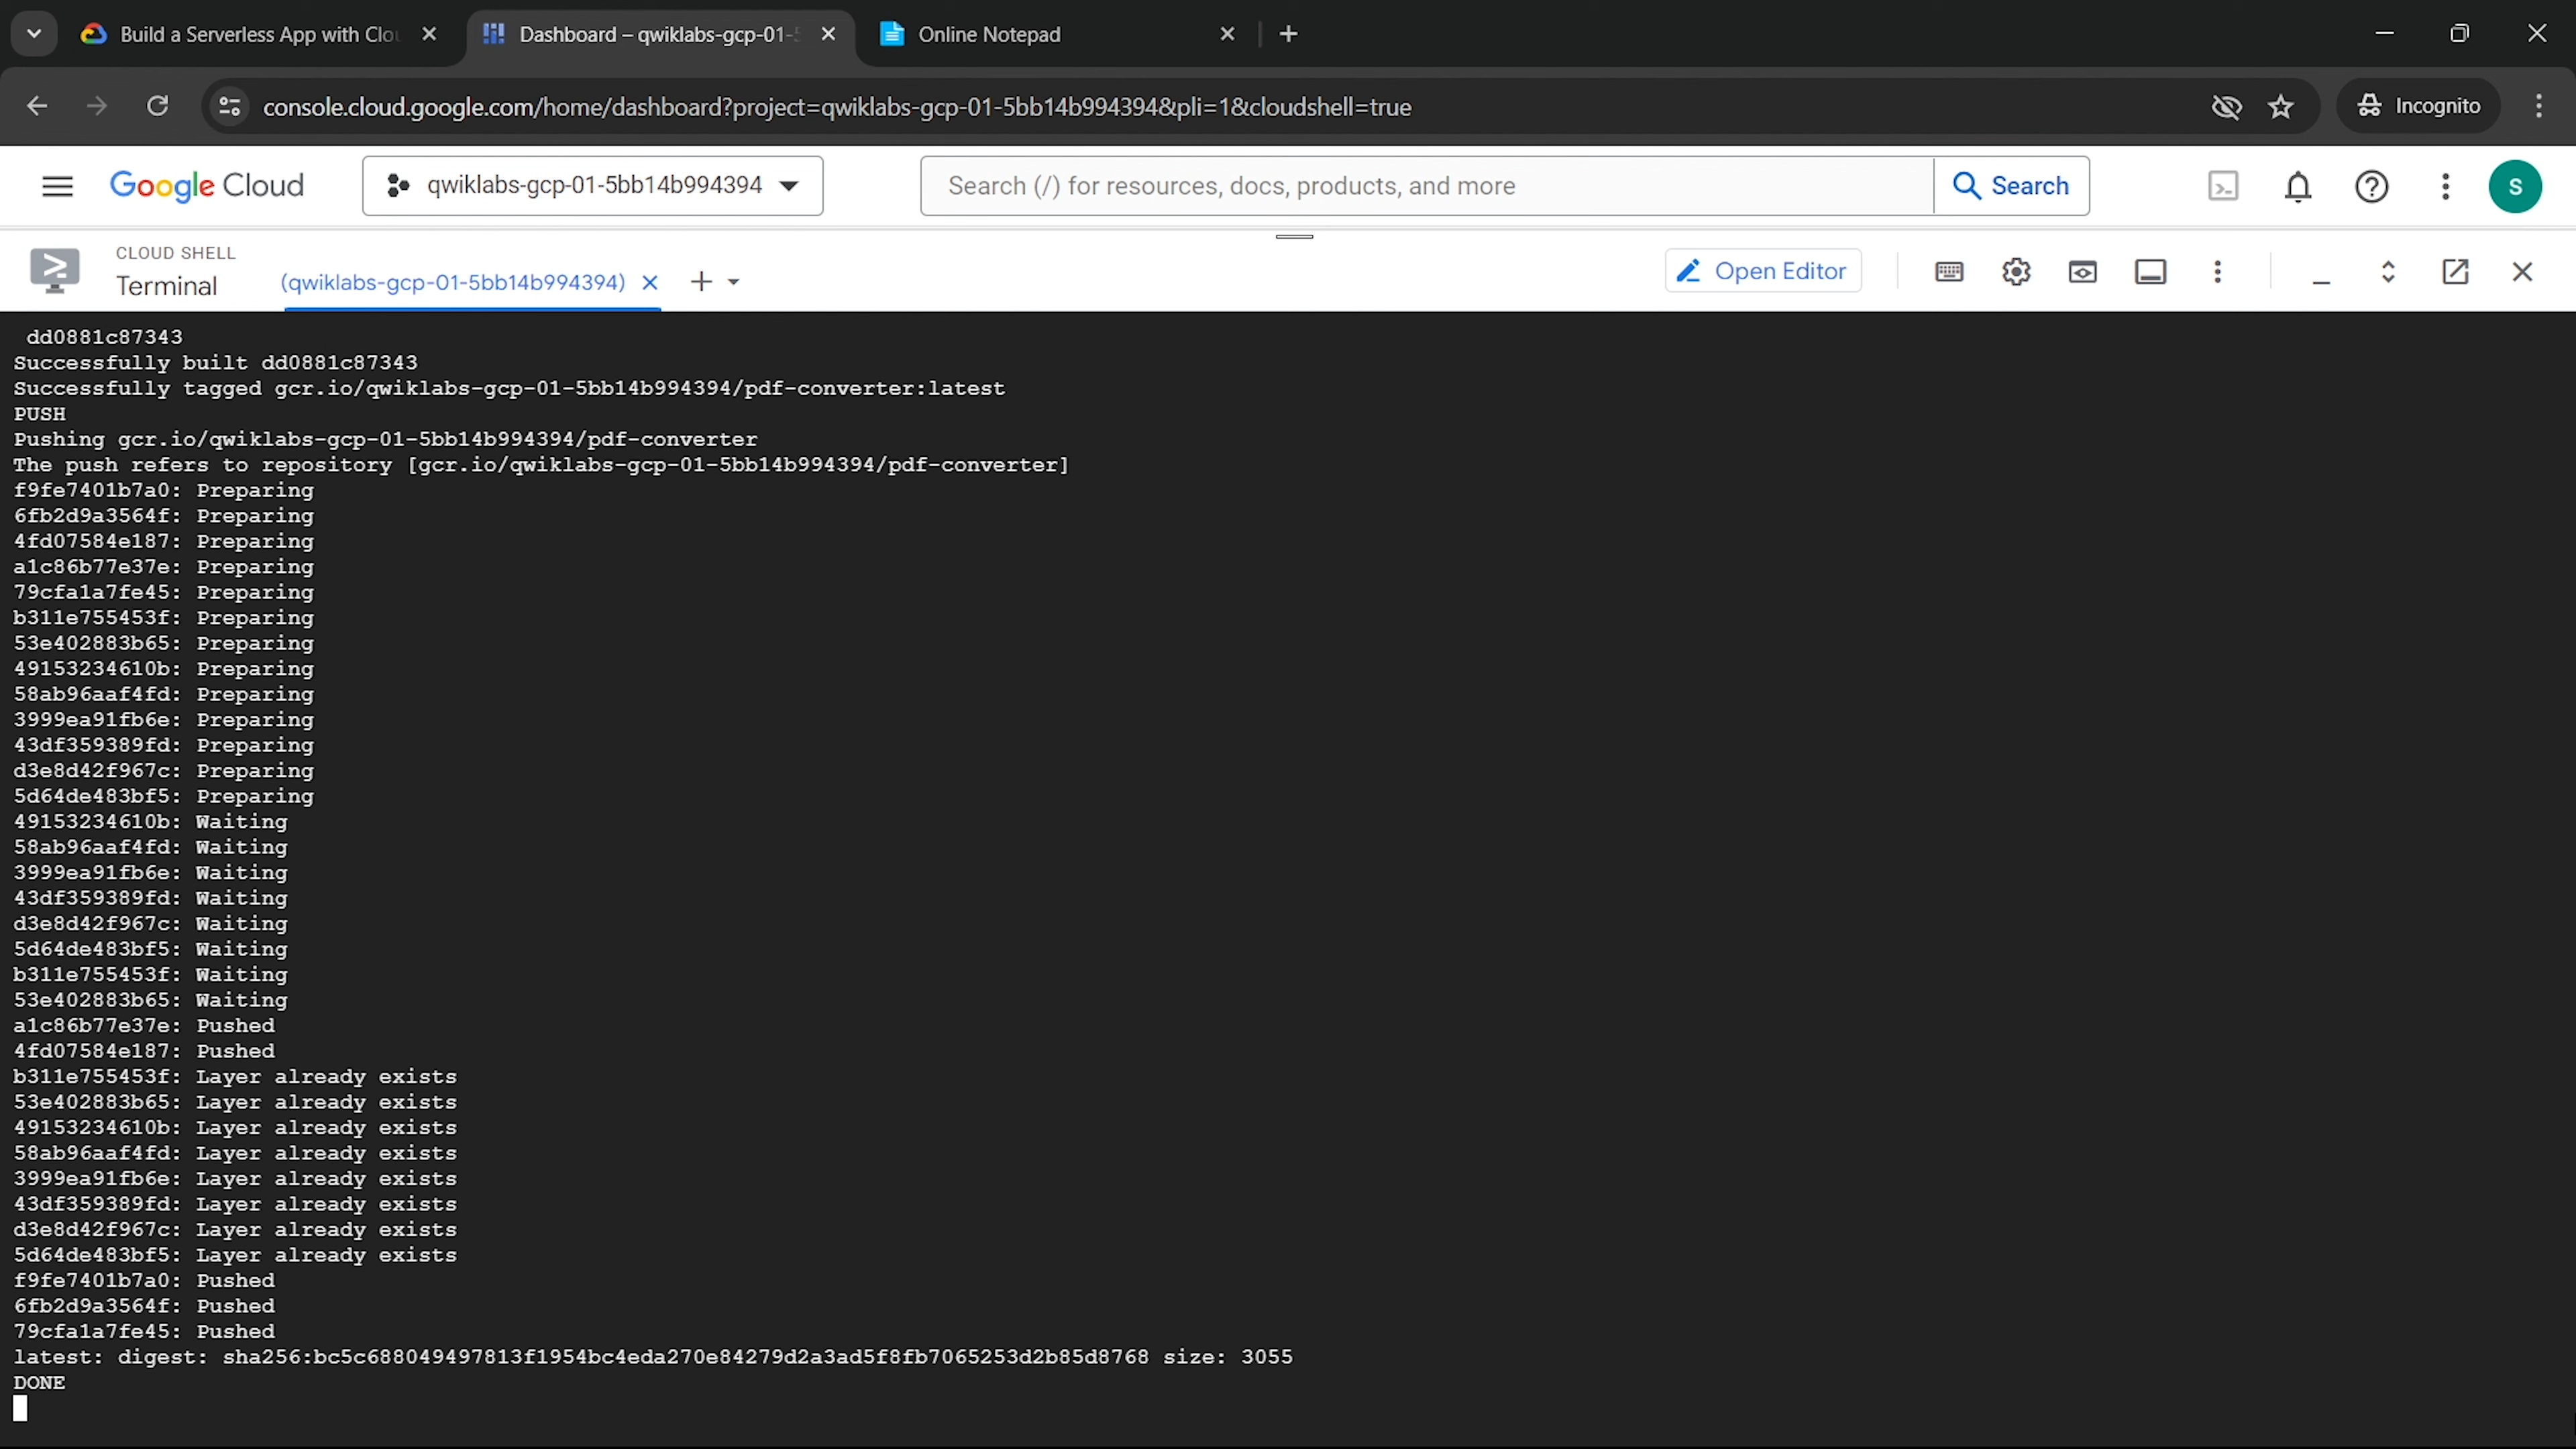 Build a Serverless App with Clou
Dashboard – qwiklabs-gcp-01-5
Online Notepad
console.cloud.google.com/home/dashboard?project=qwiklabs-gcp-01-5bb14b994394&pli=1&cloudshell=true
Incognito
Google Cloud
qwiklabs-gcp-01-5bb14b994394
Search (/) for resources, docs, products, and more
Search
S
CLOUD SHELL
Terminal
(qwiklabs-gcp-01-5bb14b994394)
Open Editor
dd0881c87343
Successfully built dd0881c87343
Successfully tagged gcr.io/qwiklabs-gcp-01-5bb14b994394/pdf-converter:latest
PUSH
Pushing gcr.io/qwiklabs-gcp-01-5bb14b994394/pdf-converter
The push refers to repository [gcr.io/qwiklabs-gcp-01-5bb14b994394/pdf-converter]
f9fe7401b7a0: Preparing
6fb2d9a3564f: Preparing
4fd07584e187: Preparing
a1c86b77e37e: Preparing
79cfa1a7fe45: Preparing
b311e755453f: Preparing
53e402883b65: Preparing
49153234610b: Preparing
58ab96aaf4fd: Preparing
3999ea91fb6e: Preparing
43df359389fd: Preparing
d3e8d42f967c: Preparing
5d64de483bf5: Preparing
49153234610b: Waiting
58ab96aaf4fd: Waiting
3999ea91fb6e: Waiting
43df359389fd: Waiting
d3e8d42f967c: Waiting
5d64de483bf5: Waiting
b311e755453f: Waiting
53e402883b65: Waiting
a1c86b77e37e: Pushed
4fd07584e187: Pushed
b311e755453f: Layer already exists
53e402883b65: Layer already exists
49153234610b: Layer already exists
58ab96aaf4fd: Layer already exists
3999ea91fb6e: Layer already exists
43df359389fd: Layer already exists
d3e8d42f967c: Layer already exists
5d64de483bf5: Layer already exists
f9fe7401b7a0: Pushed
6fb2d9a3564f: Pushed
79cfa1a7fe45: Pushed
latest: digest: sha256:bc5c688049497813f1954bc4eda270e84279d2a3ad5f8fb7065253d2b85d8768 size: 3055
DONE